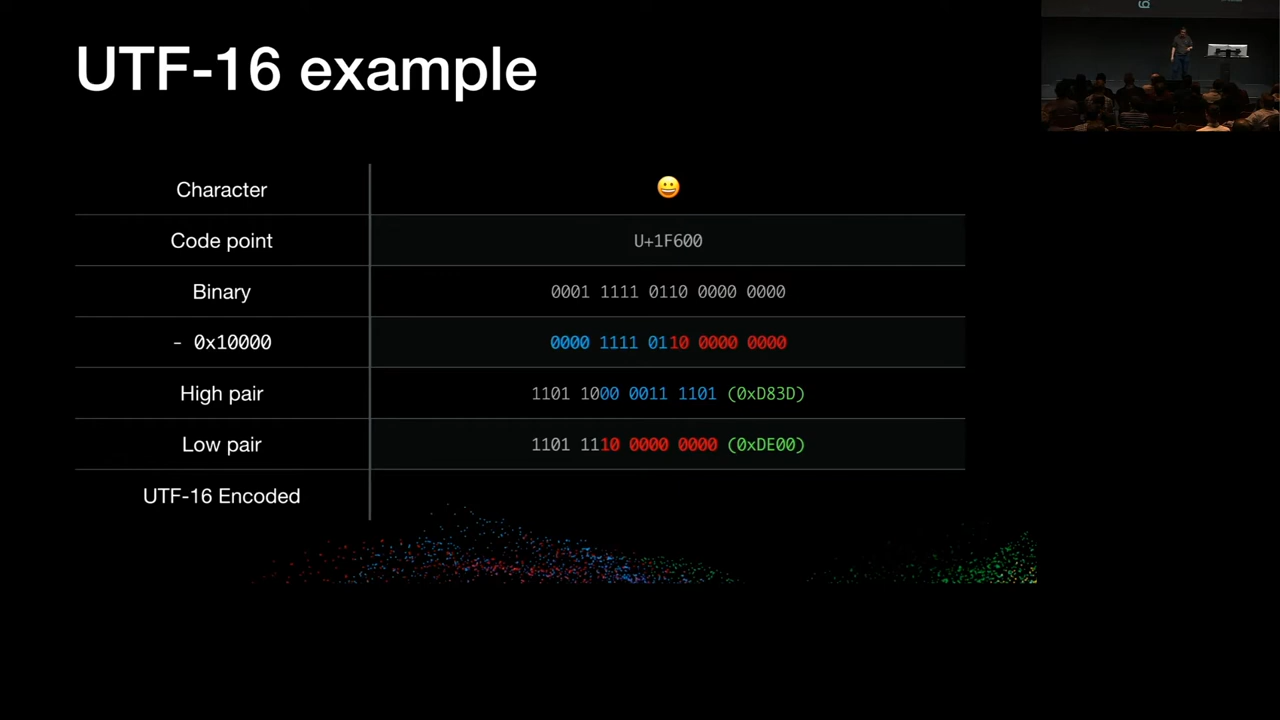 UTF-16 example
Character 😀
Code point U+1F600
Binary 0001 1111 0110 0000 0000
- 0x10000 0000 1111 0110 0000 0000
High pair 1101 1000 0011 1101 (0xD83D)
Low pair 1101 1110 0000 0000 (0xDE00)
UTF-16 Encoded